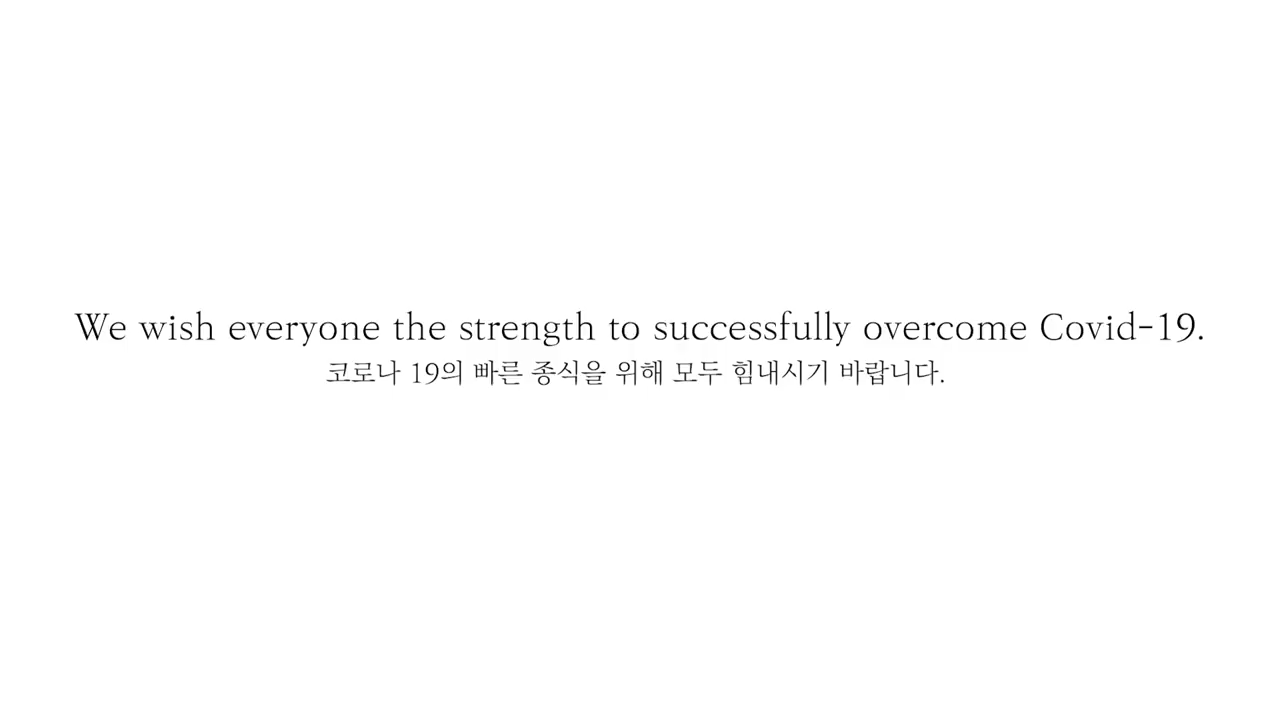 We wish everyone the strength to successfully overcome Covid-19.
코로나 19의 빠른 종식을 위해 모두 힘내시기 바랍니다.